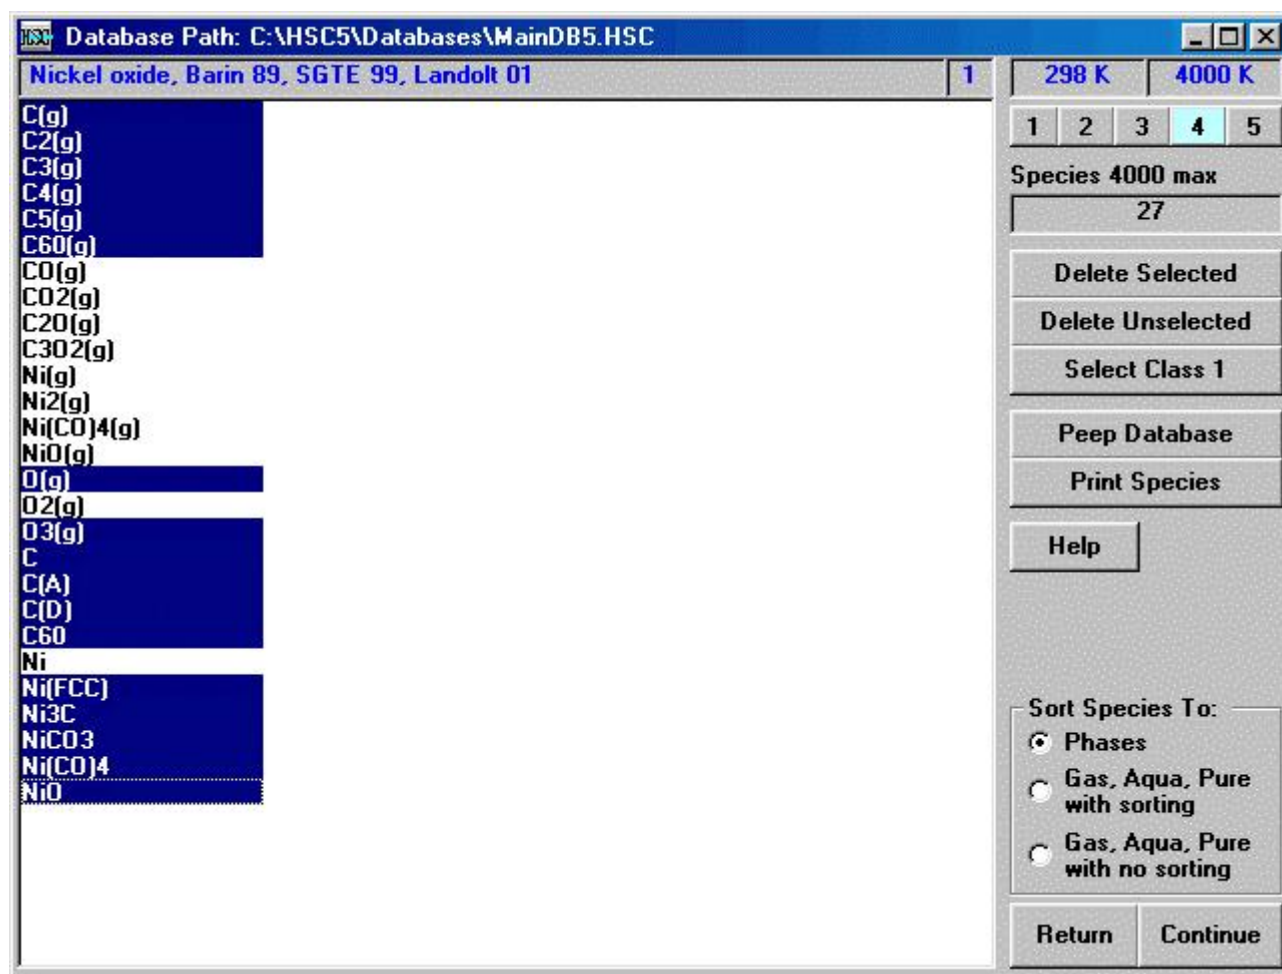 HSC Database Path: C:\HSC5\Databases\MainDB5.HSC
Nickel oxide, Barin 89, SGTE 99, Landolt 01 1 298 K 4000 K
C(g)
C2(g)
C3(g)
C4(g)
C5(g)
C60(g)
CO(g)
CO2(g)
C2O(g)
C3O2(g)
Ni(g)
Ni2(g)
Ni(CO)4(g)
NiO(g)
O(g)
O2(g)
O3(g)
C
C(A)
C(D)
C60
Ni
Ni(FCC)
Ni3C
NiCO3
Ni(CO)4
NiO
1 2 3 4 5
Species 4000 max
27
Delete Selected
Delete Unselected
Select Class 1
Peep Database
Print Species
Help
Sort Species To:
Phases
Gas, Aqua, Pure
with sorting
Gas, Aqua, Pure
with no sorting
Return Continue